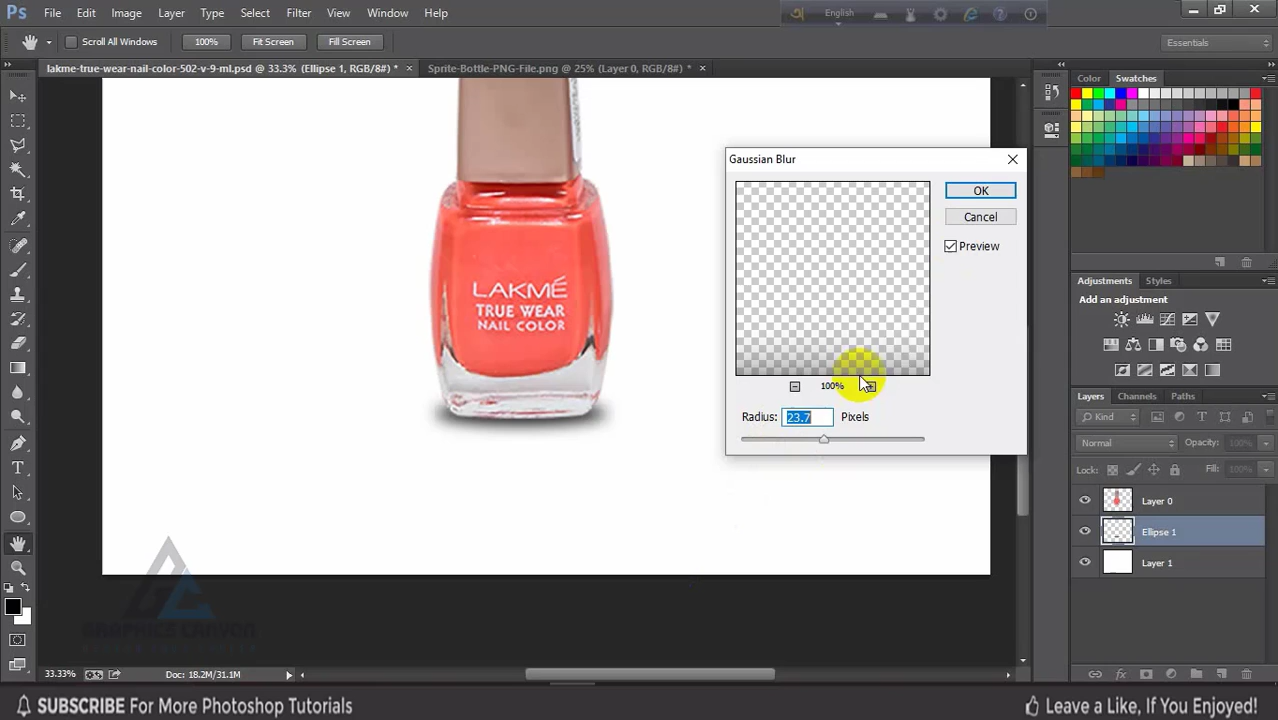 Ps File Edit Image Layer Type Select Filter View Window Help
English
Scroll All Windows 100% Fit Screen Fill Screen Essentials
lakme-true-wear-nail-color-502-v-9-ml.psd @ 33.3% (Ellipse 1, RGB/8#) * × Sprite-Bottle-PNG-File.png @ 25% (Layer 0, RGB/8#) * ×
Color Swatches
Gaussian Blur
OK
Cancel
Preview
100%
Radius: 23.7 Pixels
LAKMÉ
TRUE WEAR
NAIL COLOR
Adjustments Styles
Add an adjustment
Layers Channels Paths
Kind
Normal Opacity: 100%
Lock: Fill: 100%
Layer 0
Ellipse 1
Layer 1
GRAPHICS CANVON
33.33% Doc: 18.2M/31.1M
SUBSCRIBE For More Photoshop Tutorials
Leave a Like, If You Enjoyed!